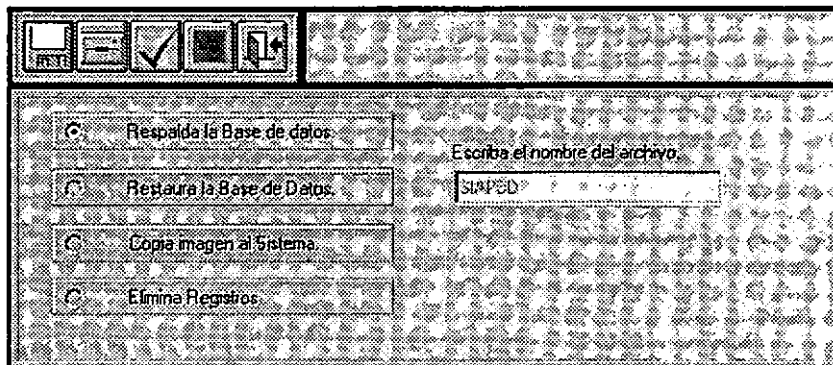 Respalda la Base de datos
Escriba el nombre del archivo.
Restaura la Base de Datos.
Copia imagen al Sistema.
Elimina Registros